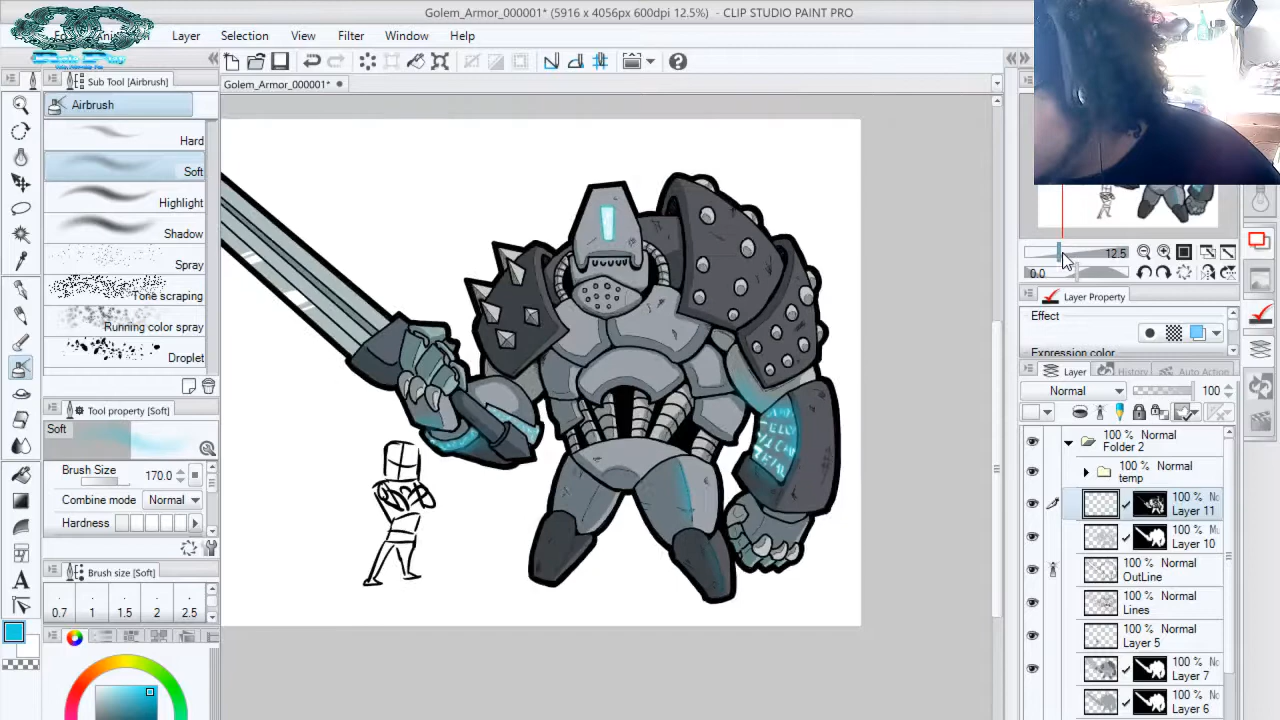 Golem_Armor_000001* (5916 x 4056px 600dpi 12.5%) - CLIP STUDIO PAINT PRO
Layer Selection View Filter Window Help
Sub Tool [Airbrush]
Golem_Armor_000001*
Airbrush
Hard
Soft
Highlight
Shadow
Spray
Tone scraping
Running color spray
Droplet
Tool property [Soft]
Soft
Brush Size 170.0
Combine mode Normal
Hardness
Brush size [Soft]
0.7 1 1.5 2 2.5
12.5
0.0
Layer Property
Effect
Expression color
Layer History Auto Action
Normal 100
100 % Normal
Folder 2
100 % Normal
temp
100 %
Layer 11
100 %
Layer 10
100 % Normal
OutLine
100 % Normal
Lines
100 % Normal
Layer 5
100 %
Layer 7
100 %
Layer 6